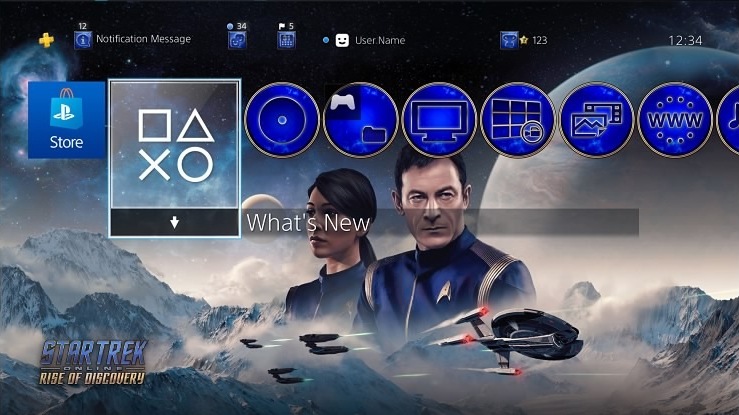 12
Notification Message
34
5
User Name
123
12:34
Store
WWW
What's New
STAR TREK
ONLINE
RISE OF DISCOVERY